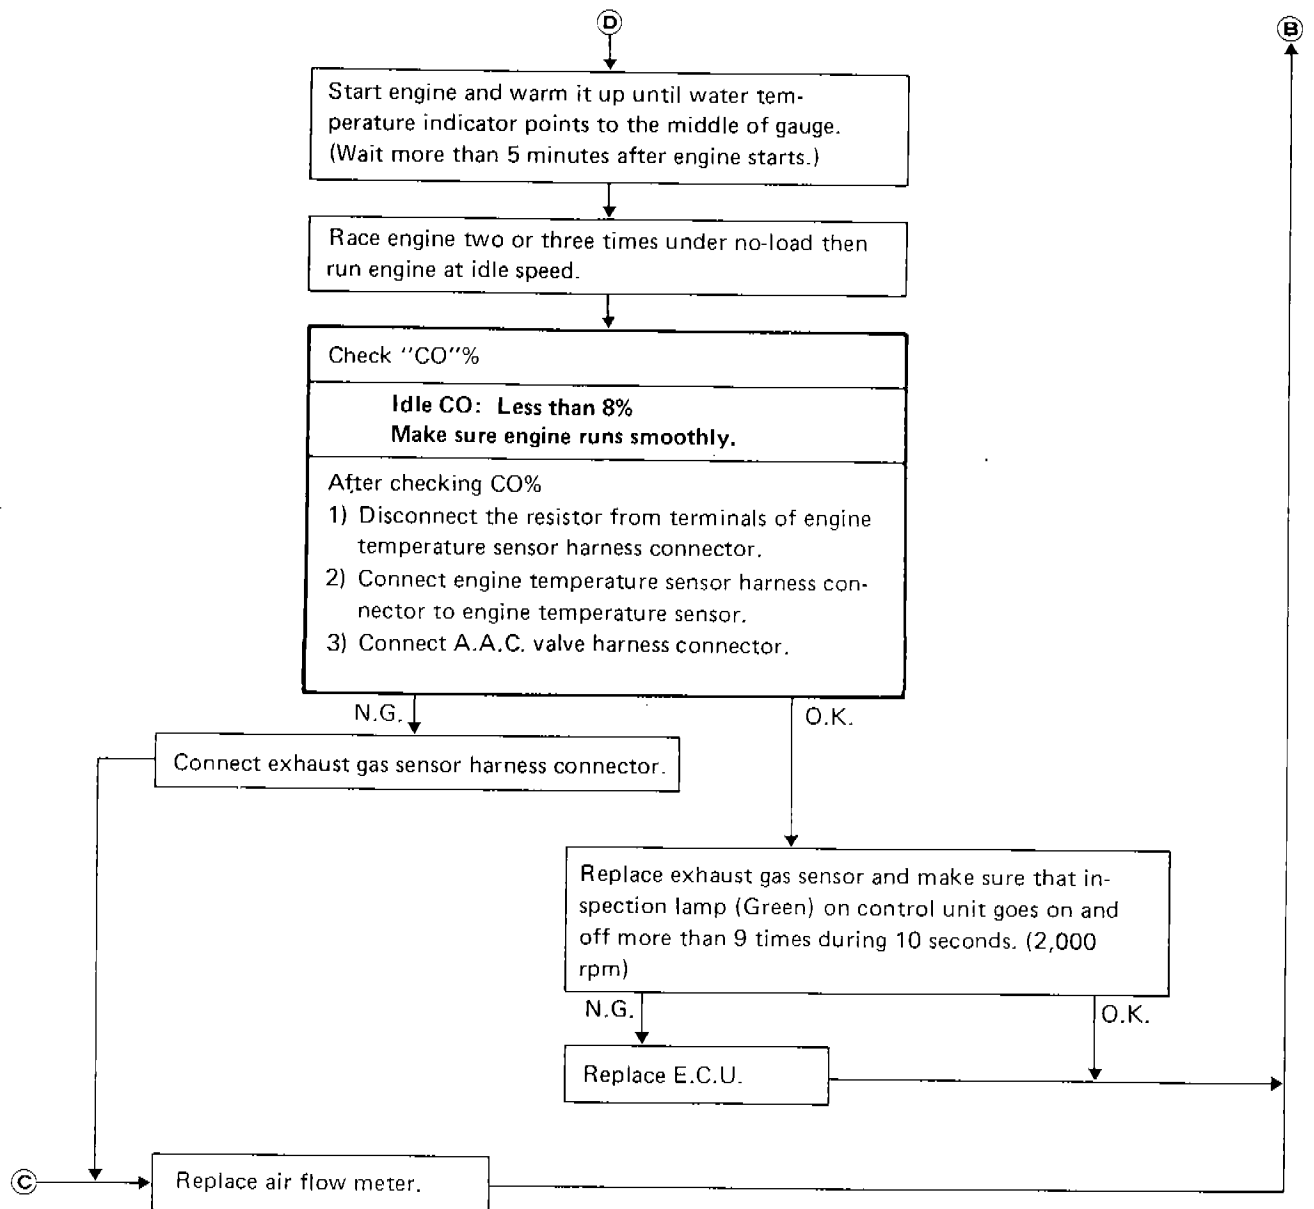 D
B
Start engine and warm it up until water tem-
perature indicator points to the middle of gauge.
(Wait more than 5 minutes after engine starts.)
Race engine two or three times under no-load then
run engine at idle speed.
Check "CO"%
Idle CO: Less than 8%
Make sure engine runs smoothly.
After checking CO%
1) Disconnect the resistor from terminals of engine
temperature sensor harness connector.
2) Connect engine temperature sensor harness con-
nector to engine temperature sensor.
3) Connect A.A.C. valve harness connector.
N.G.
O.K.
Connect exhaust gas sensor harness connector.
Replace exhaust gas sensor and make sure that in-
spection lamp (Green) on control unit goes on and
off more than 9 times during 10 seconds. (2,000
rpm)
N.G.
O.K.
Replace E.C.U.
C
Replace air flow meter.